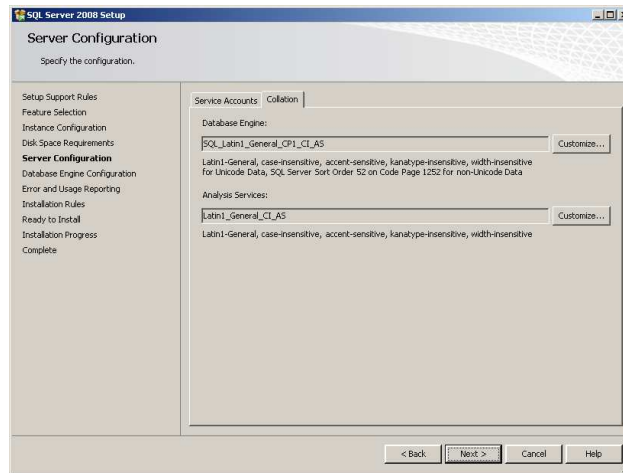 SQL Server 2008 Setup
Server Configuration
Specify the configuration.
Setup Support Rules
Feature Selection
Instance Configuration
Disk Space Requirements
Server Configuration
Database Engine Configuration
Error and Usage Reporting
Installation Rules
Ready to Install
Installation Progress
Complete
Service Accounts
Collation
Database Engine:
SQL_Latin1_General_CP1_CI_AS
Customize...
Latin1-General, case-insensitive, accent-sensitive, kanatype-insensitive, width-insensitive
for Unicode Data, SQL Server Sort Order 52 on Code Page 1252 for non-Unicode Data
Analysis Services:
Latin1_General_CI_AS
Customize...
Latin1-General, case-insensitive, accent-sensitive, kanatype-insensitive, width-insensitive
< Back
Next >
Cancel
Help